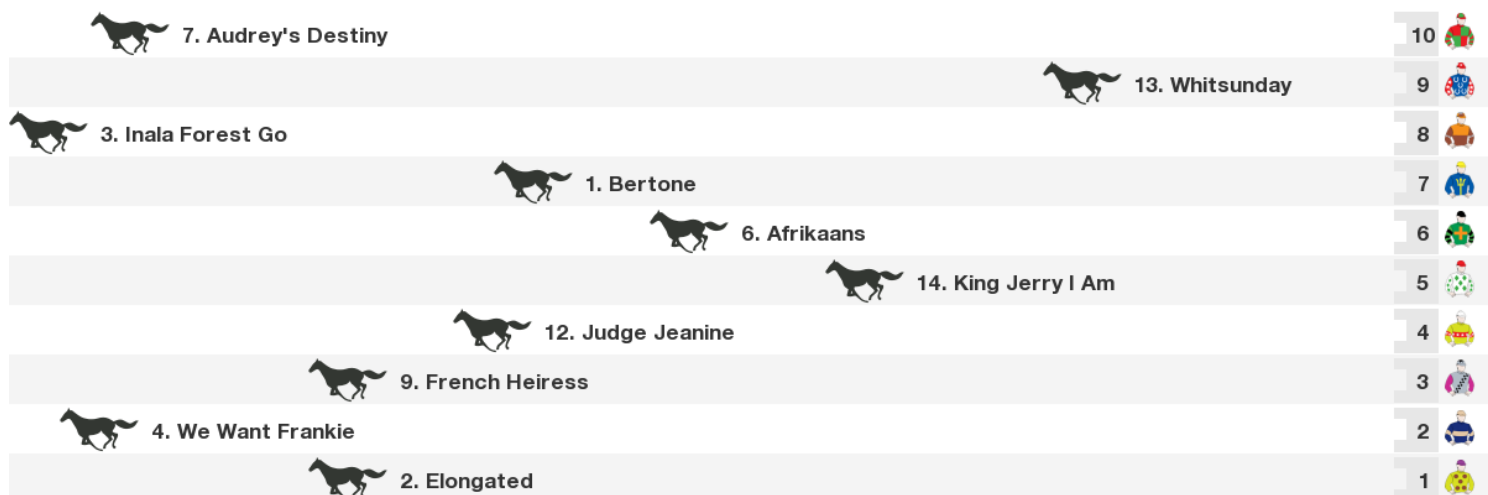 7. Audrey's Destiny 10
13. Whitsunday 9
3. Inala Forest Go 8
1. Bertone 7
6. Afrikaans 6
14. King Jerry I Am 5
12. Judge Jeanine 4
9. French Heiress 3
4. We Want Frankie 2
2. Elongated 1